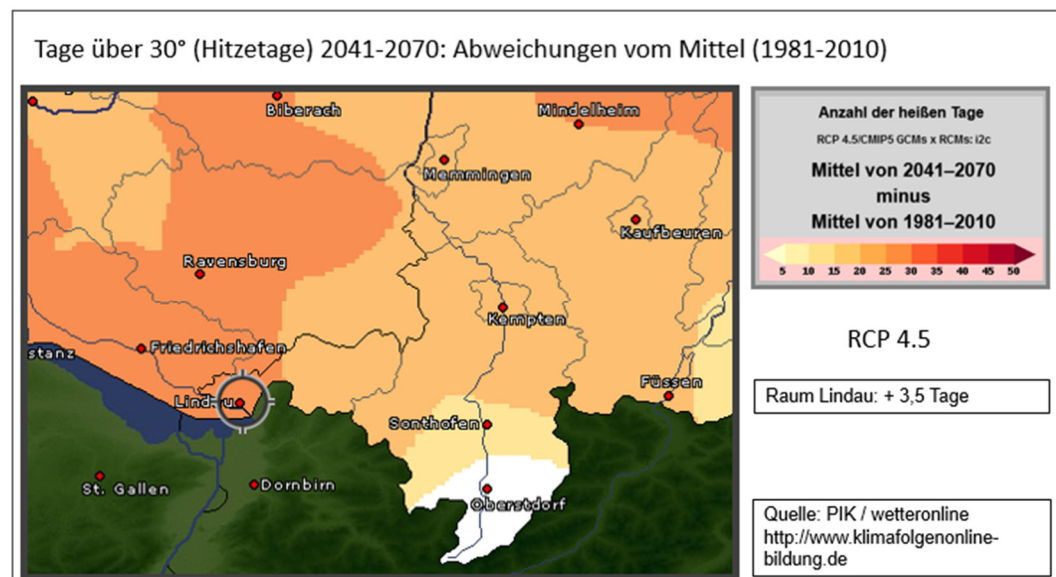 Tage über 30° (Hitzetage) 2041-2070: Abweichungen vom Mittel (1981-2010)
Biberach
Mindelheim
Memmingen
Kaufbeuren
Ravensburg
Kempten
stanz
Friedrichshafen
Füssen
Lindau
Sonthofen
St. Gallen
Dornbirn
Oberstdorf
Anzahl der heißen Tage
RCP 4.5/CMIP5 GCMs x RCMs: i2c
Mittel von 2041–2070
minus
Mittel von 1981–2010
5 10 15 20 25 30 35 40 45 50
RCP 4.5
Raum Lindau: + 3,5 Tage
Quelle: PIK / wetteronline
http://www.klimafolgenonline-
bildung.de